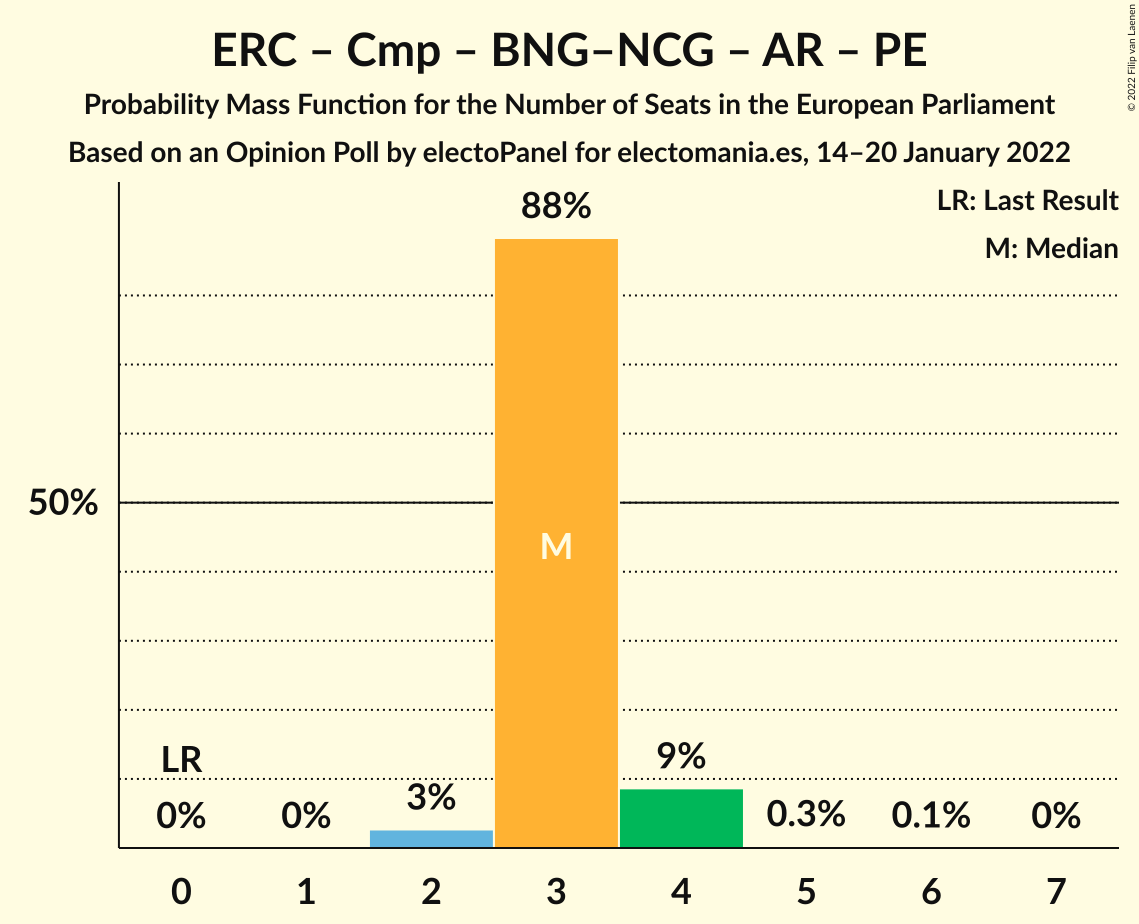 ERC – Cmp – BNG–NCG – AR – PE
Probability Mass Function for the Number of Seats in the European Parliament
Based on an Opinion Poll by electoPanel for electomania.es, 14–20 January 2022
© 2022 Filip van Laenen
LR: Last Result
M: Median
88%
50%
M
LR
0%
0%
3%
9%
0.3%
0.1%
0%
0 1 2 3 4 5 6 7